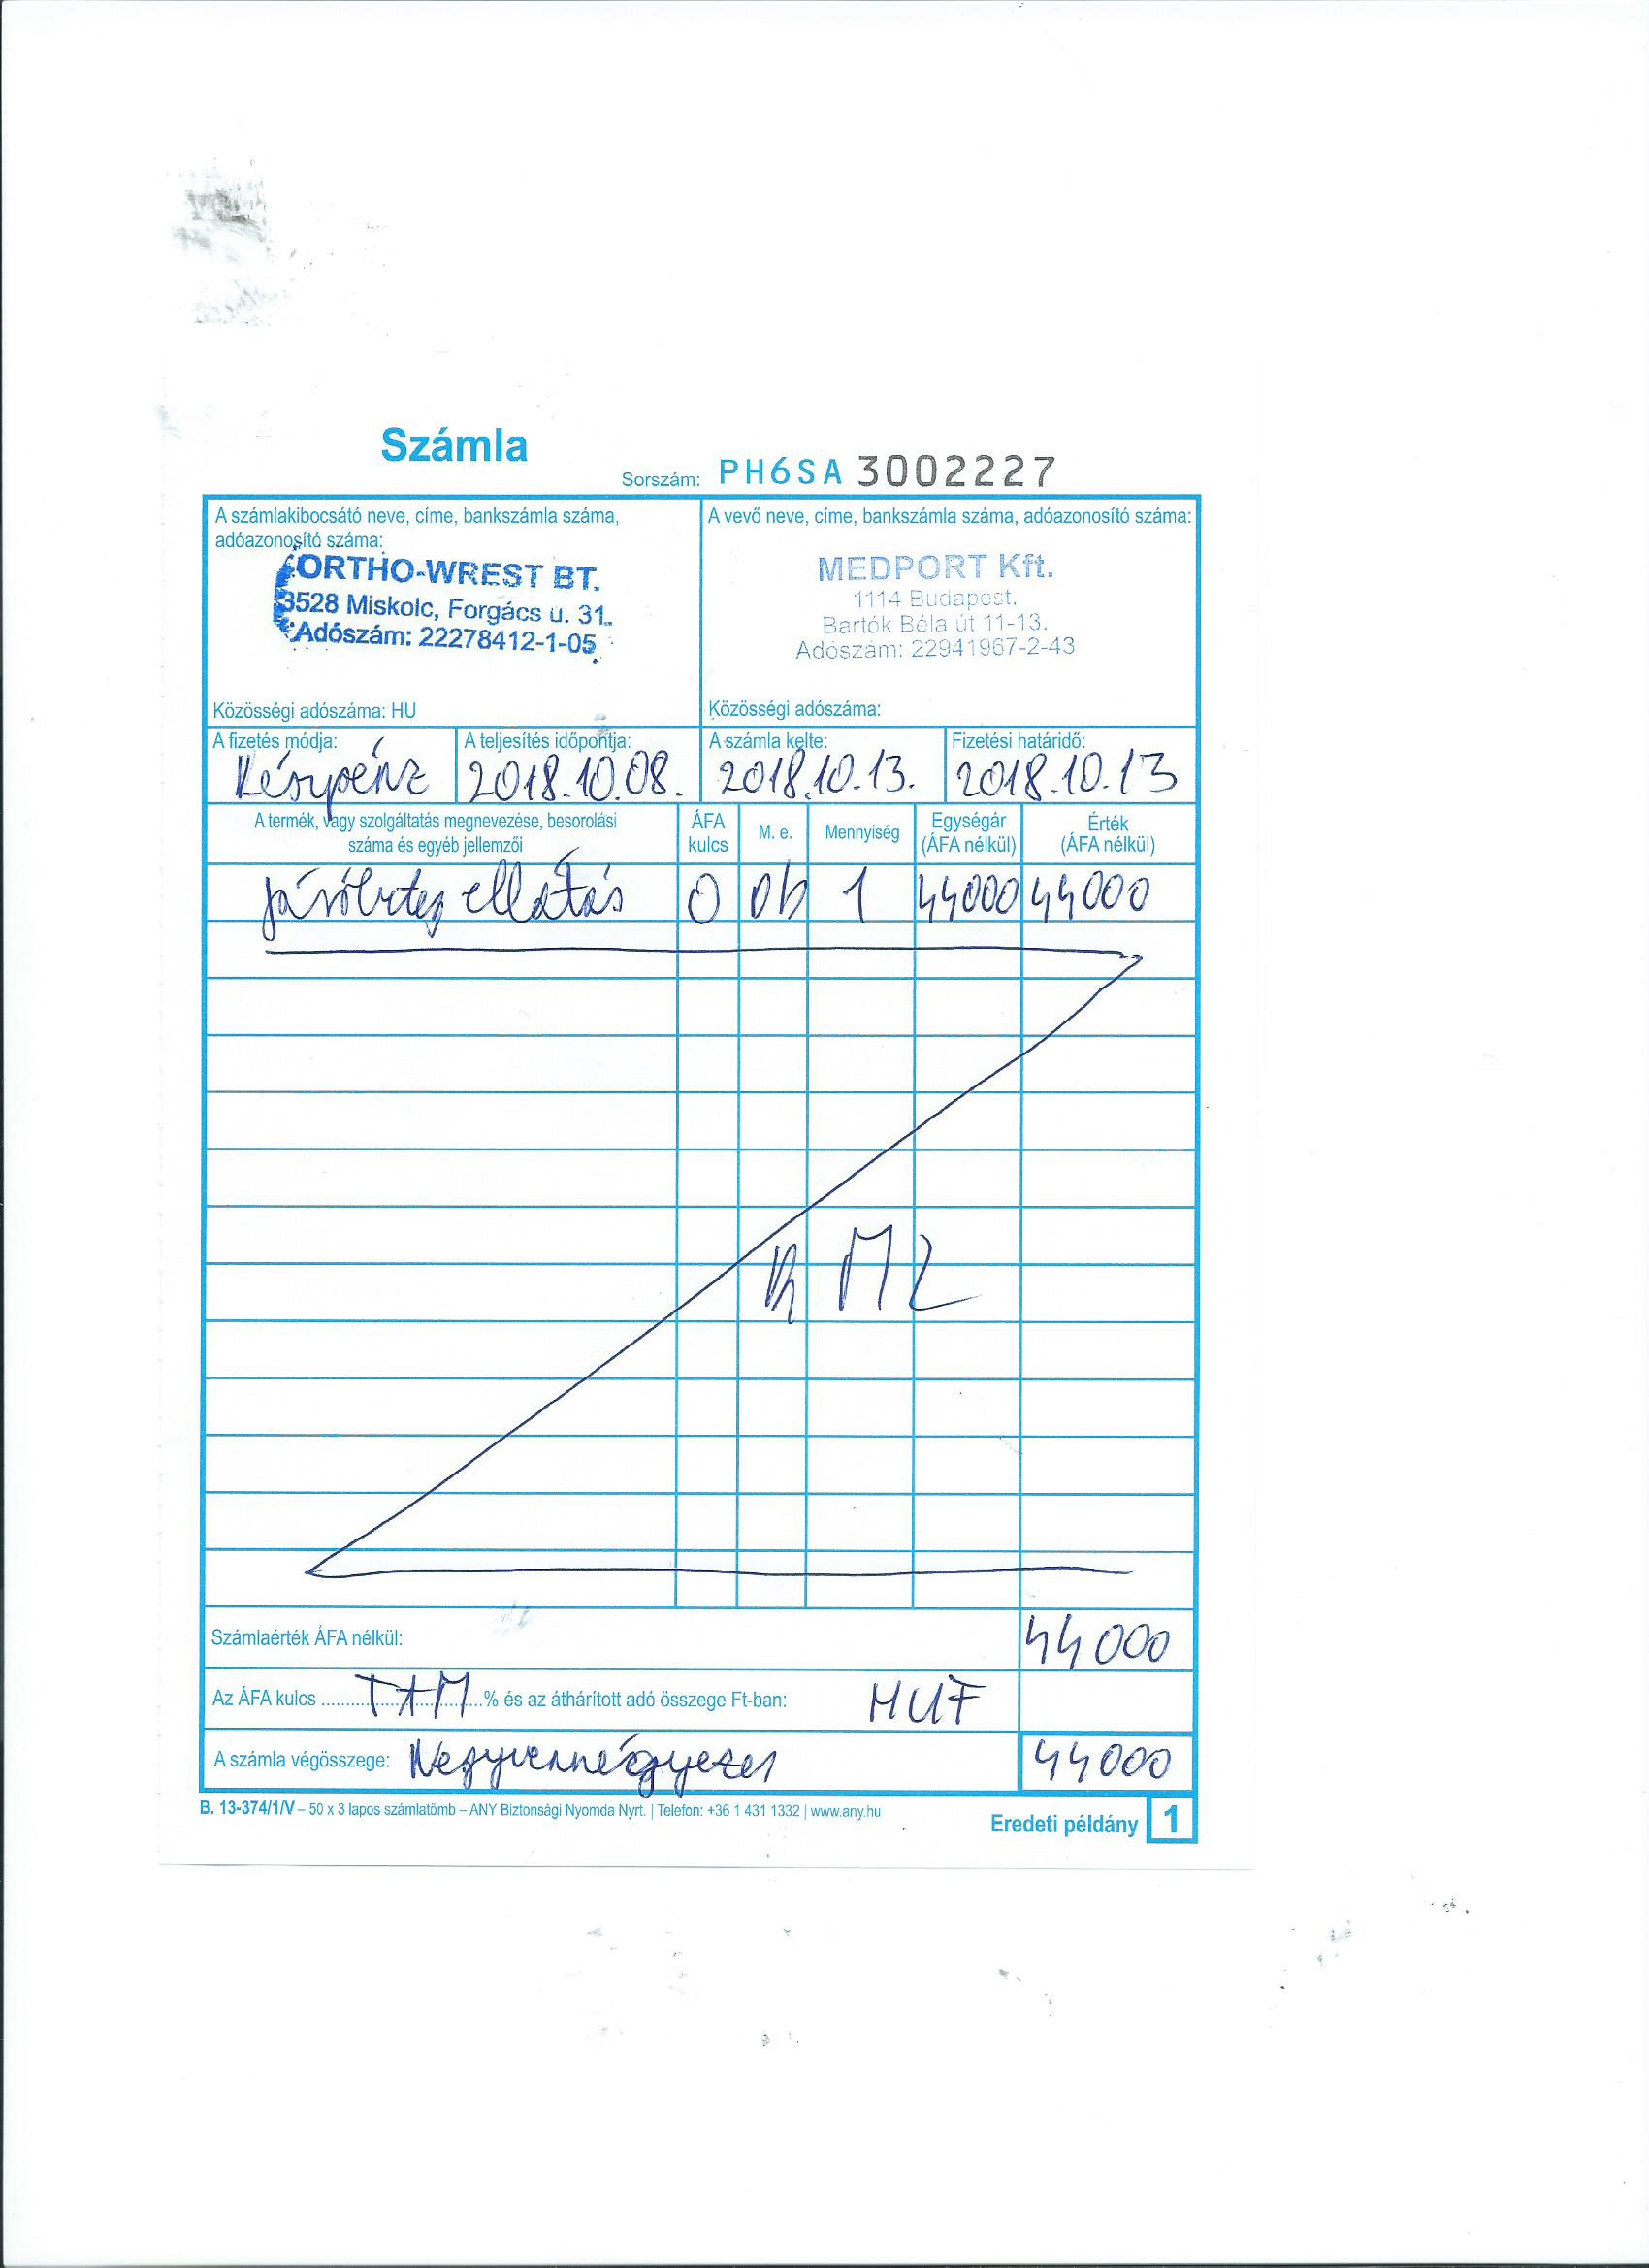 Számla
Sorszám: PH6SA 3002227
A számlakibocsátó neve, címe, bankszámla száma, adóazonosító száma:
ORTHO-WREST BT.
3528 Miskolc, Forgács u. 31.
Adószám: 22278412-1-05
Közösségi adószáma: HU
A vevő neve, címe, bankszámla száma, adóazonosító száma:
MEDPORT Kft.
1114 Budapest,
Bartók Béla út 11-13.
Adószám: 22941967-2-43
Közösségi adószáma:
A fizetés módja: A teljesítés időpontja: A számla kelte: Fizetési határidő:
Készpénz 2018.10.08. 2018.10.13. 2018.10.13
A termék, vagy szolgáltatás megnevezése, besorolási száma és egyéb jellemzői ÁFA kulcs M. e. Mennyiség Egységár (ÁFA nélkül) Érték (ÁFA nélkül)
járóbeteg ellátás 0 db 1 44000 44000
Számlaérték ÁFA nélkül: 44000
Az ÁFA kulcs ........ TAM ........ % és az áthárított adó összege Ft-ban: HUF
A számla végösszege: Negyvennégyezer 44000
B. 13-374/1/V – 50 x 3 lapos számlatömb – ANY Biztonsági Nyomda Nyrt. | Telefon: +36 1 431 1332 | www.any.hu
Eredeti példány 1